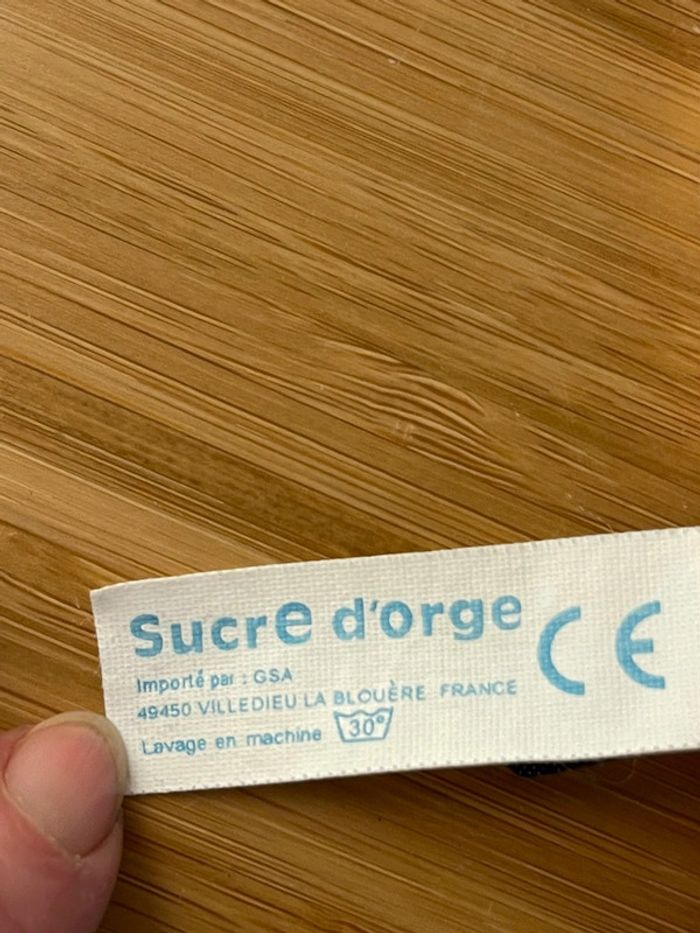 Sucre d'orge CE
Importé par : GSA
49450 VILLEDIEU LA BLOUÈRE FRANCE
Lavage en machine 30°